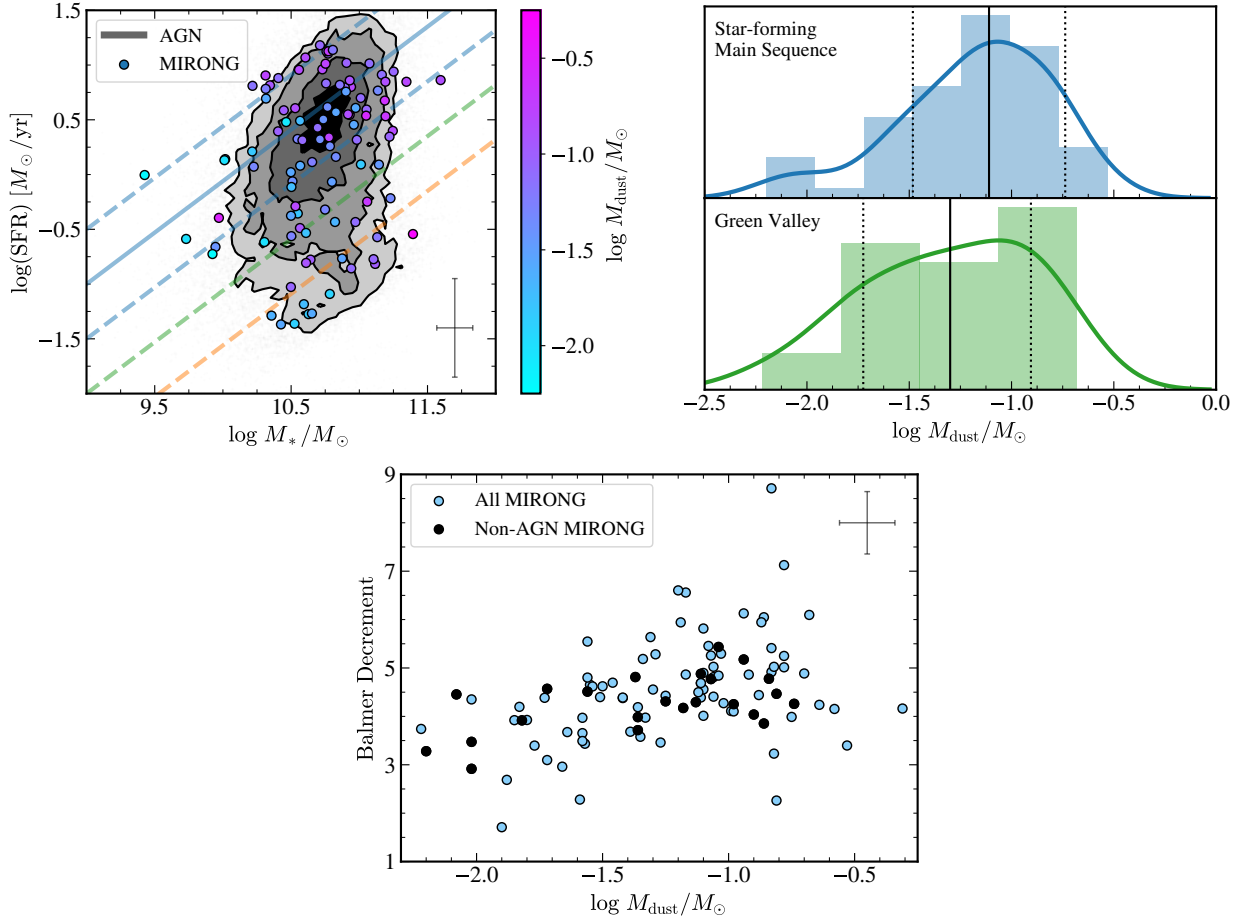 1.5
0.5
−0.5
−1.5
log(SFR) [M⊙/yr]
AGN
MIRONG
9.5 10.5 11.5
log M*/M⊙
−0.5
−1.0
−1.5
−2.0
log Mdust/M⊙
Star-forming
Main Sequence
Green Valley
−2.5 −2.0 −1.5 −1.0 −0.5 0.0
log Mdust/M⊙
9
7
5
3
1
Balmer Decrement
All MIRONG
Non-AGN MIRONG
−2.0 −1.5 −1.0 −0.5
log Mdust/M⊙